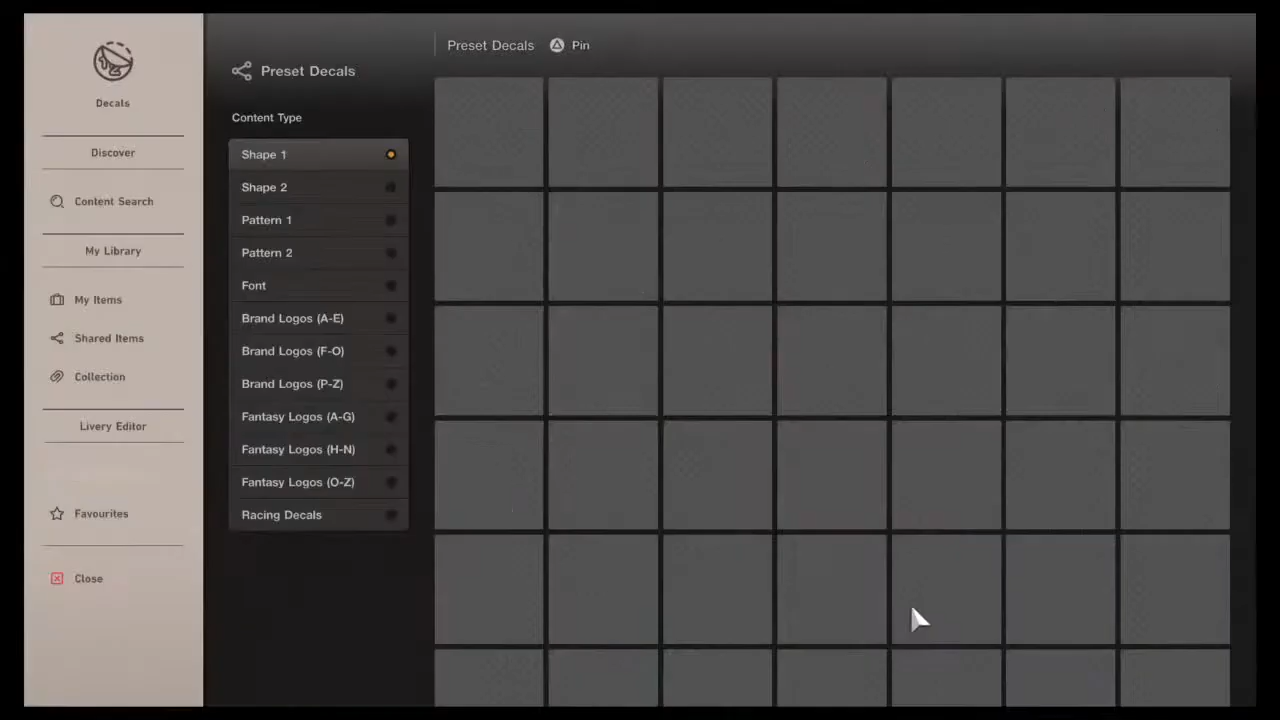 Decals
Discover
Content Search
My Library
My Items
Shared Items
Collection
Livery Editor
Favourites
Close
Preset Decals
Content Type
Shape 1
Shape 2
Pattern 1
Pattern 2
Font
Brand Logos (A-E)
Brand Logos (F-O)
Brand Logos (P-Z)
Fantasy Logos (A-G)
Fantasy Logos (H-N)
Fantasy Logos (O-Z)
Racing Decals
Preset Decals Pin